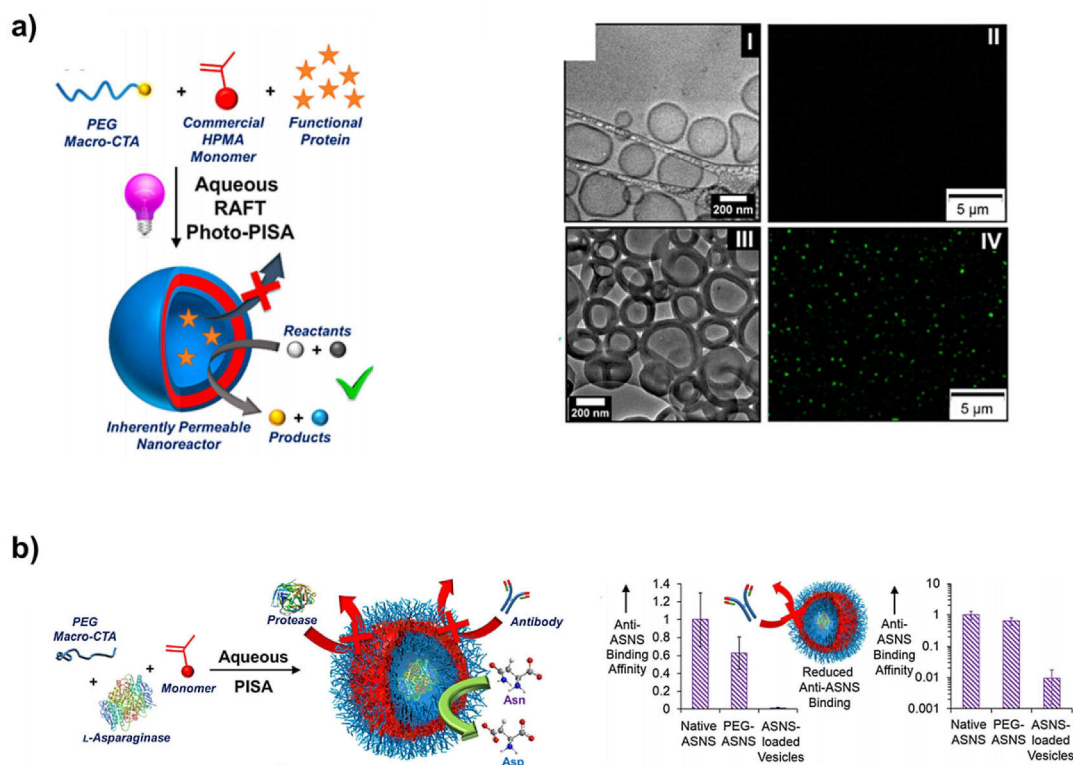 a)
PEG
Macro-CTA
+
Commercial
HPMA
Monomer
+
Functional
Protein
Aqueous
RAFT
Photo-PISA
Reactants
+
Inherently Permeable
Nanoreactor
+
Products
I
200 nm
II
5 µm
III
200 nm
IV
5 µm
b)
PEG
Macro-CTA
+
L-Asparaginase
+
Monomer
Aqueous
PISA
Protease
Antibody
Asn
Asp
Anti-
ASNS
Binding
Affinity
1.4
1.2
1
0.8
0.6
0.4
0.2
0
Native
ASNS
PEG-
ASNS
ASNS-
loaded
Vesicles
Reduced
Anti-ASNS
Binding
Anti-
ASNS
Binding
Affinity
10
1
0.1
0.01
0.001
Native
ASNS
PEG-
ASNS
ASNS-
loaded
Vesicles